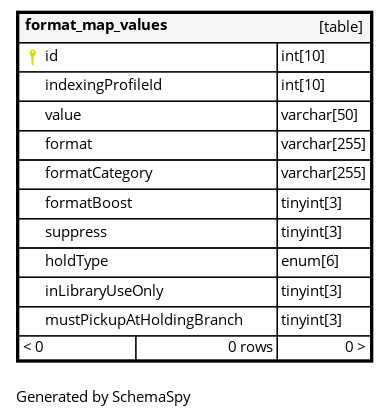 format_map_values [table]
id int[10]
indexingProfileId int[10]
value varchar[50]
format varchar[255]
formatCategory varchar[255]
formatBoost tinyint[3]
suppress tinyint[3]
holdType enum[6]
inLibraryUseOnly tinyint[3]
mustPickupAtHoldingBranch tinyint[3]
< 0 0 rows 0 >
Generated by SchemaSpy